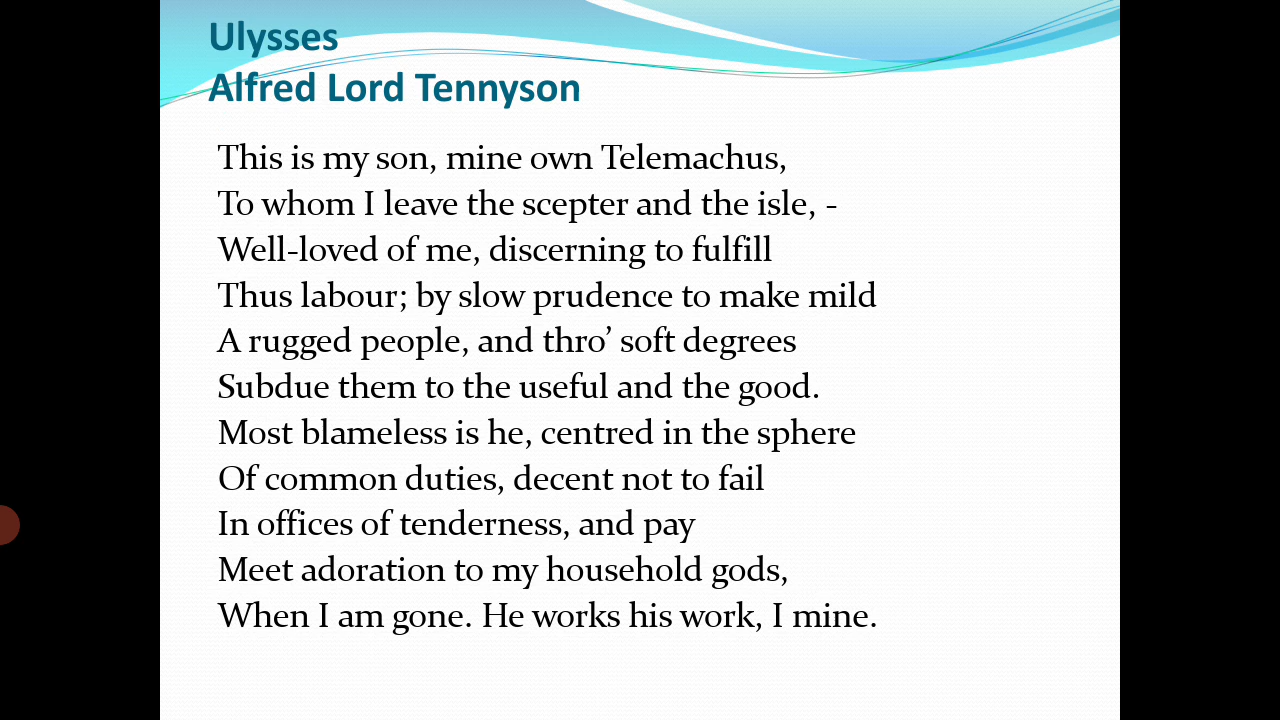 Ulysses
Alfred Lord Tennyson
This is my son, mine own Telemachus,
To whom I leave the scepter and the isle, -
Well-loved of me, discerning to fulfill
Thus labour; by slow prudence to make mild
A rugged people, and thro’ soft degrees
Subdue them to the useful and the good.
Most blameless is he, centred in the sphere
Of common duties, decent not to fail
In offices of tenderness, and pay
Meet adoration to my household gods,
When I am gone. He works his work, I mine.